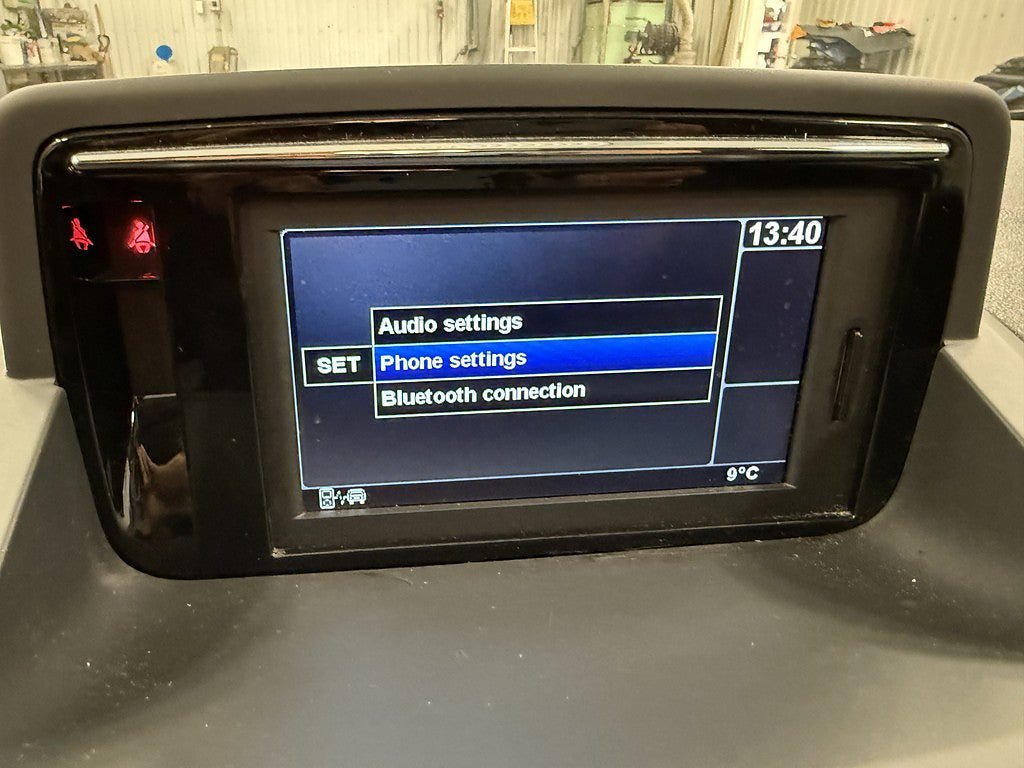 13:40
Audio settings
SET
Phone settings
Bluetooth connection
9°C